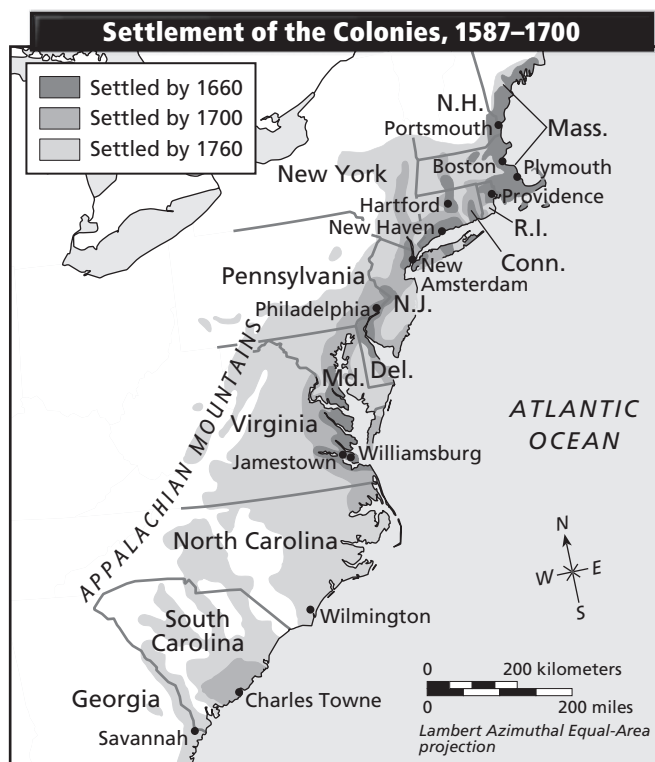 Settlement of the Colonies, 1587–1700
Settled by 1660
Settled by 1700
Settled by 1760
N.H.
Portsmouth
Mass.
Boston
Plymouth
New York
Providence
Hartford
R.I.
New Haven
Conn.
New
Amsterdam
Pennsylvania
N.J.
Philadelphia
APPALACHIAN MOUNTAINS
Md.
Del.
Virginia
ATLANTIC
OCEAN
Williamsburg
Jamestown
North Carolina
N
W
E
S
Wilmington
South
Carolina
0
200 kilometers
0
200 miles
Georgia
Charles Towne
Lambert Azimuthal Equal-Area
projection
Savannah